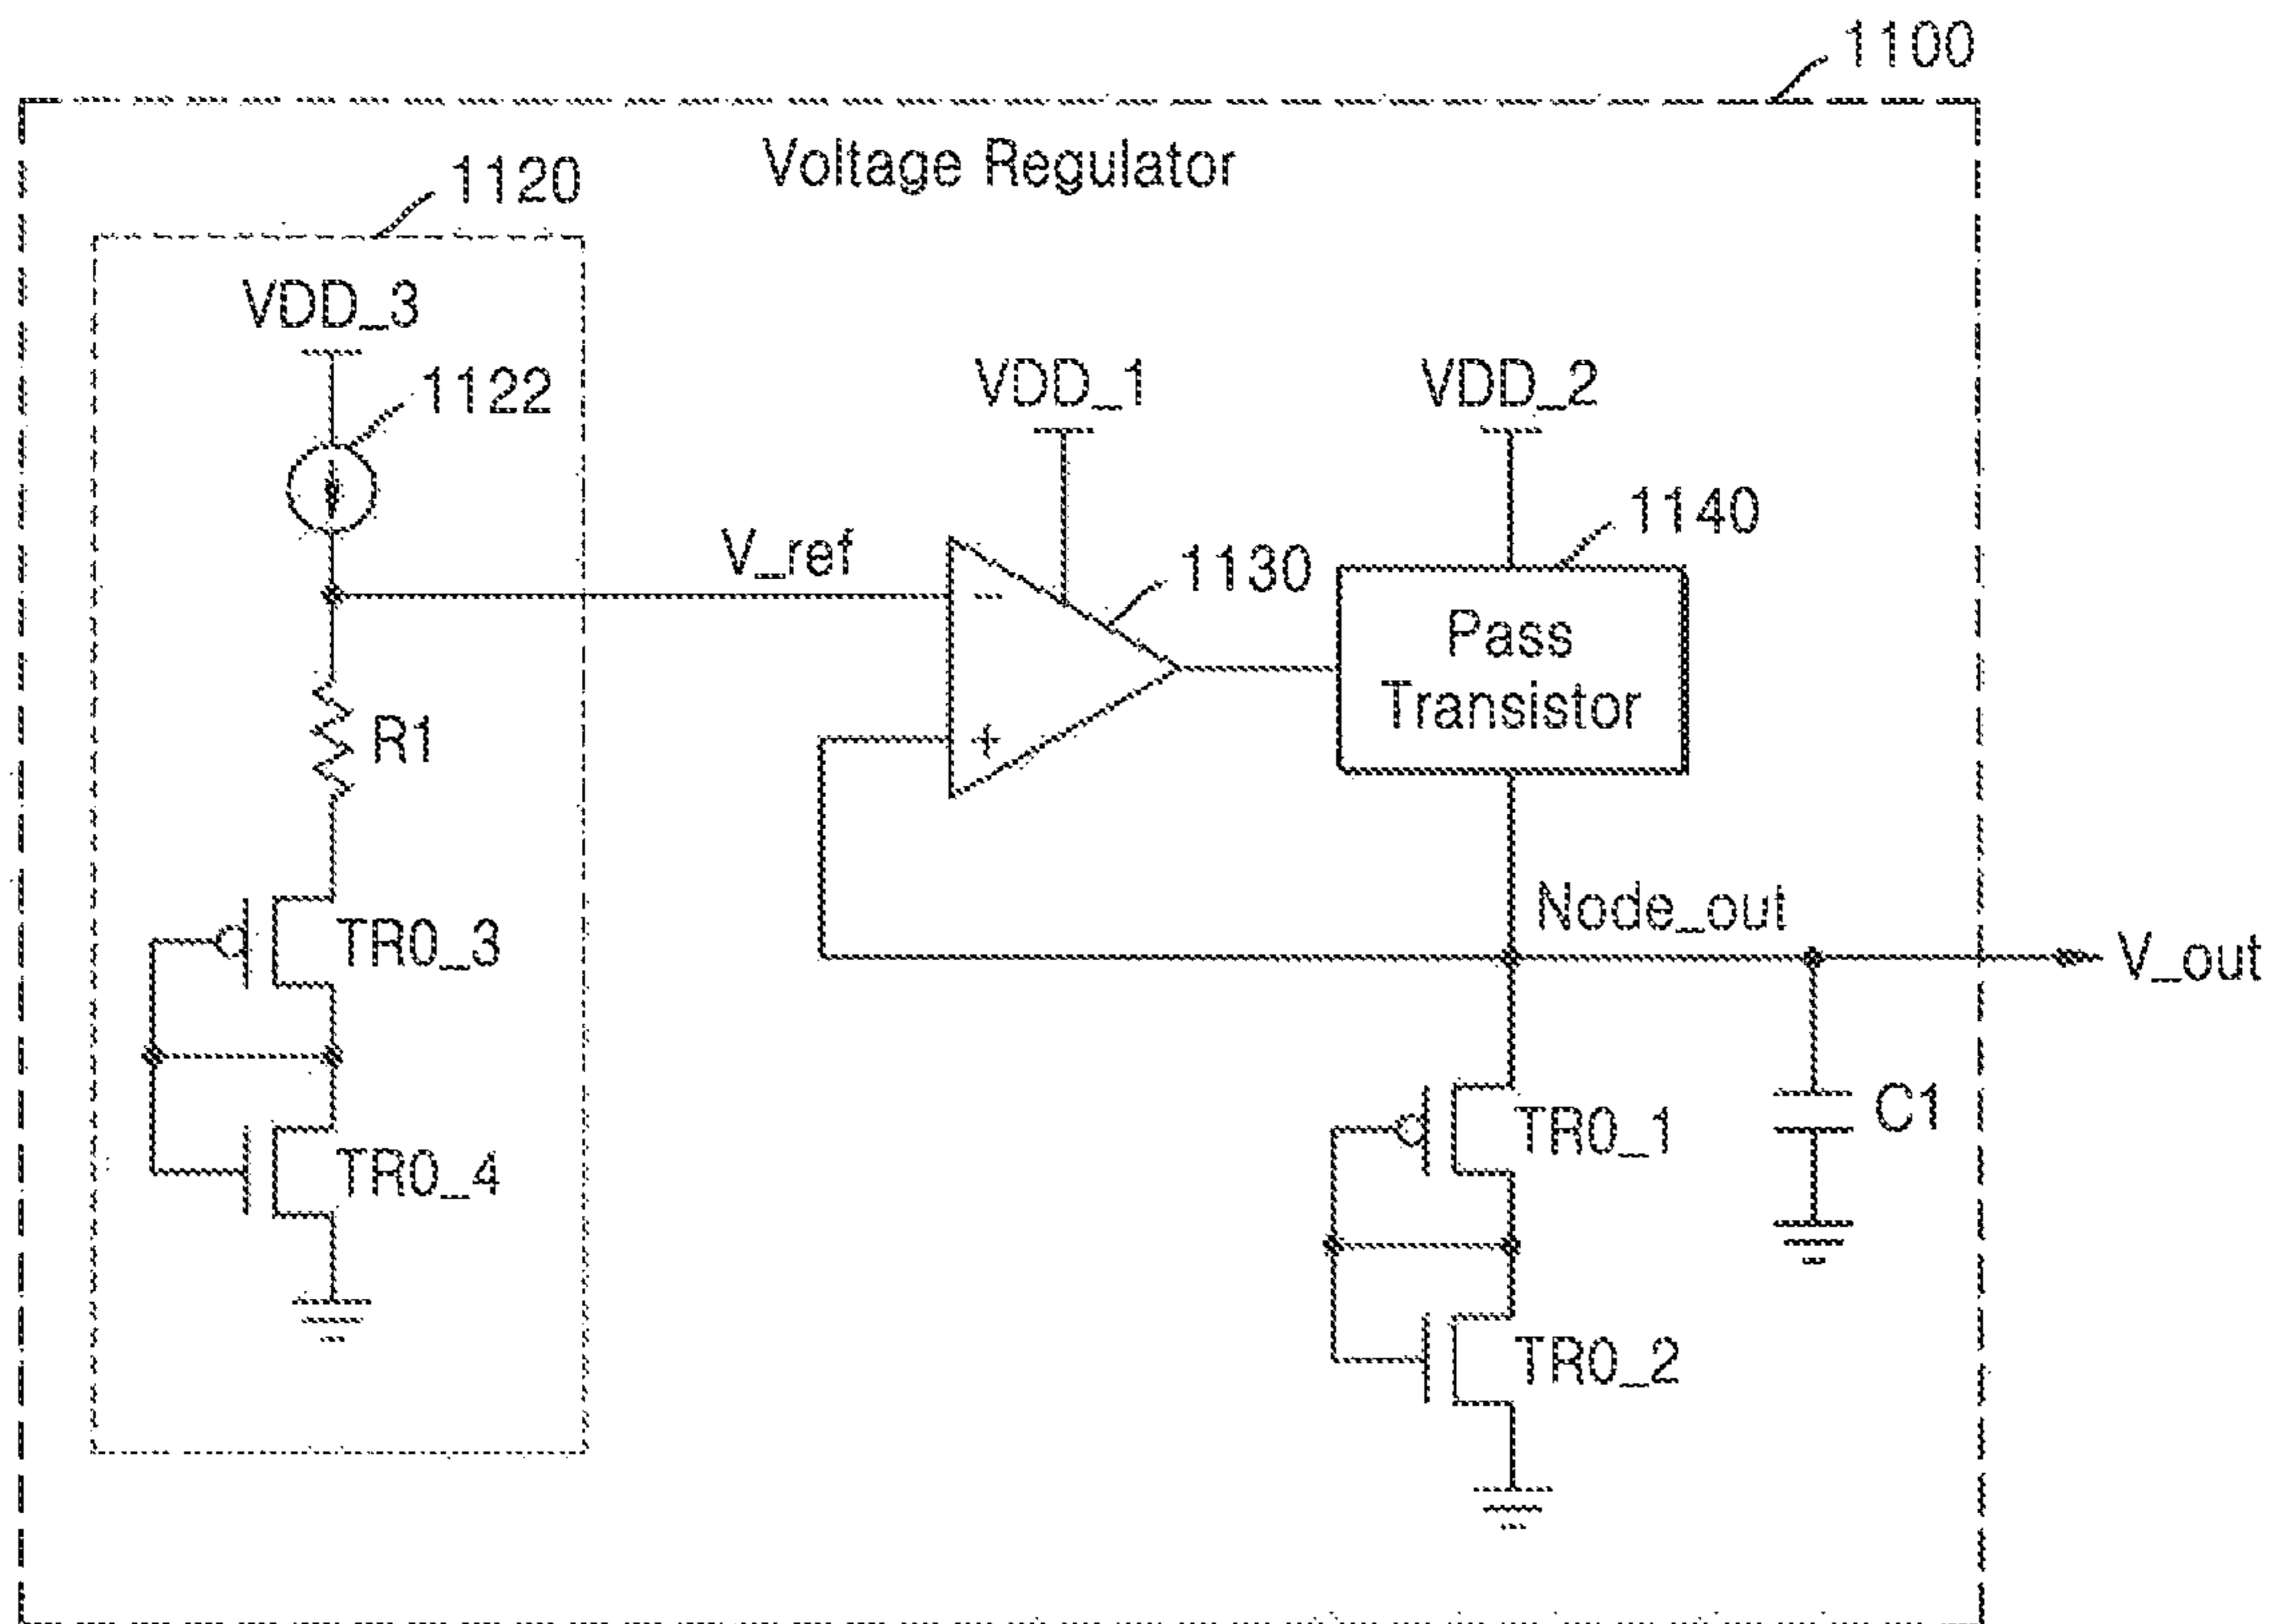 1100
Voltage Regulator
1120
VDD_3
1122
VDD_1
VDD_2
1140
V_ref
1130
-
+
Pass
Transistor
R1
Node_out
V_out
TR0_3
TR0_4
TR0_1
C1
TR0_2